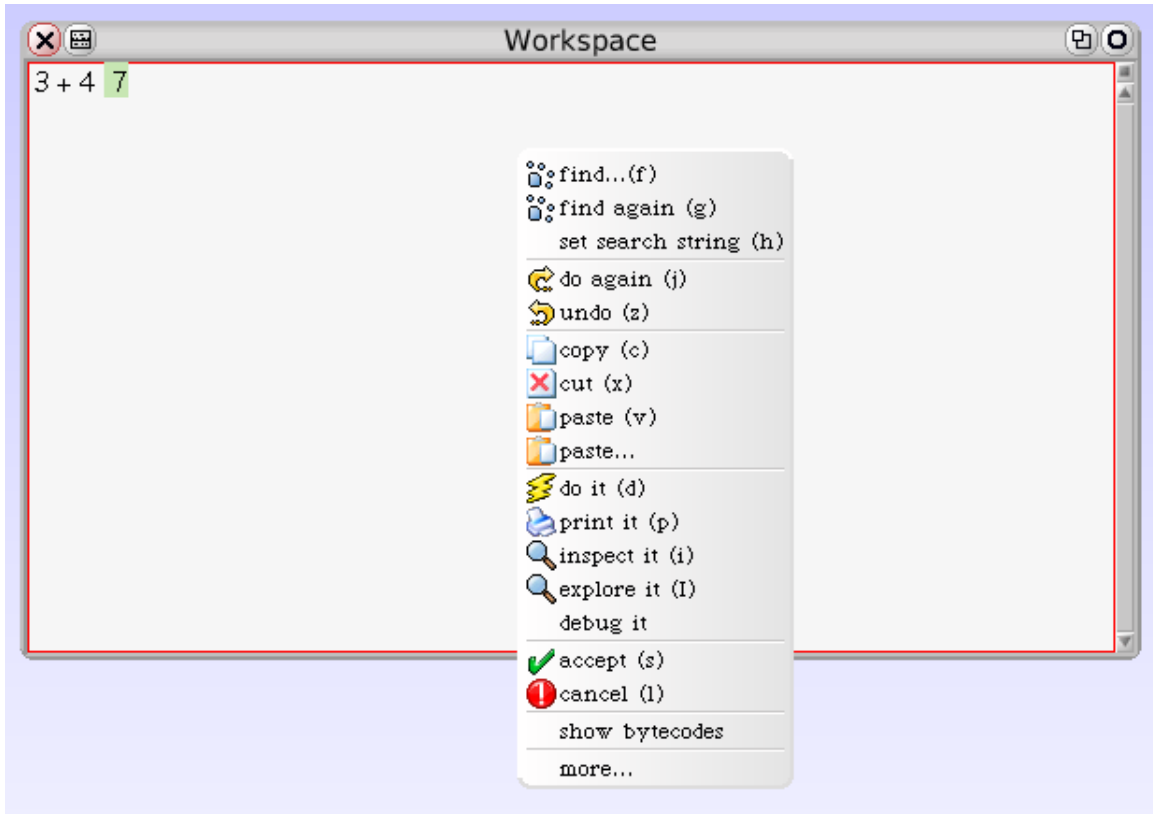 Workspace
3 + 4 7
find...(f)
find again (g)
set search string (h)
do again (j)
undo (z)
copy (c)
cut (x)
paste (v)
paste...
do it (d)
print it (p)
inspect it (i)
explore it (I)
debug it
accept (s)
cancel (l)
show bytecodes
more...